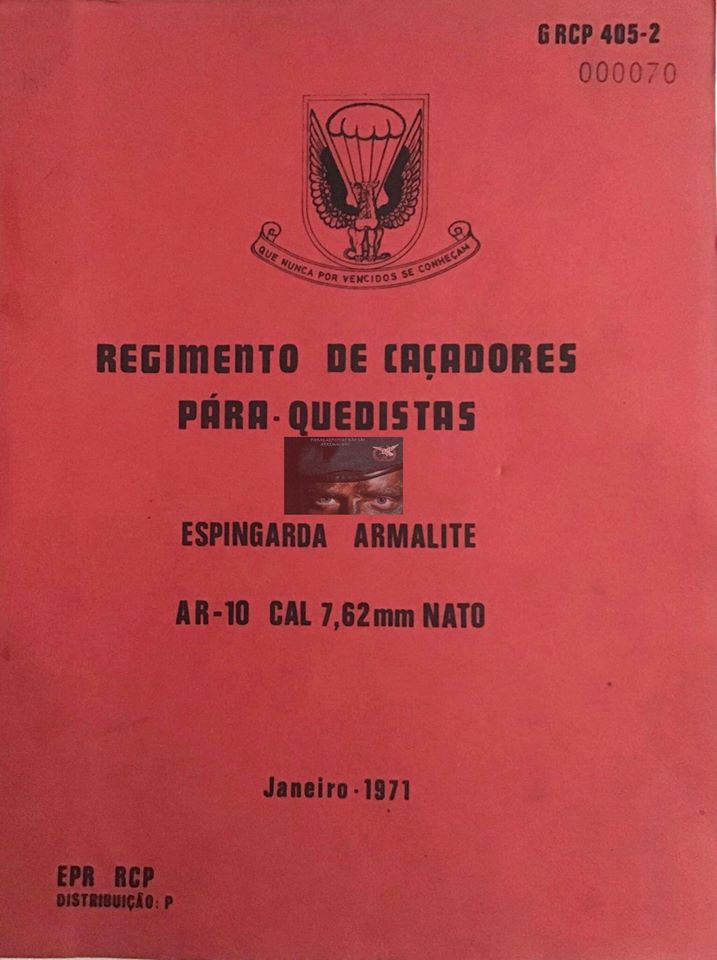 G RCP 405-2
000070
QUE NUNCA POR VENCIDOS SE CONHEÇAM
REGIMENTO DE CAÇADORES
PÁRA-QUEDISTAS
ESPINGARDA ARMALITE
AR-10 CAL 7,62mm NATO
Janeiro-1971
EPR RCP
DISTRIBUIÇÃO: P